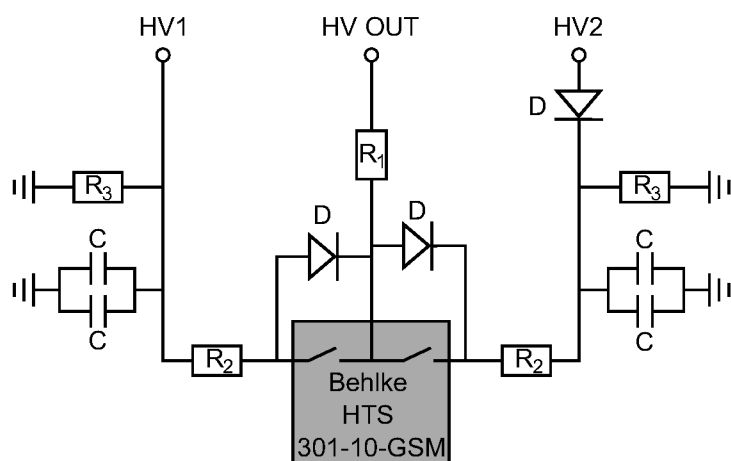 HV1
HV OUT
HV2
D
R1
R3
R3
D
D
C
C
C
C
R2
R2
Behlke
HTS
301-10-GSM